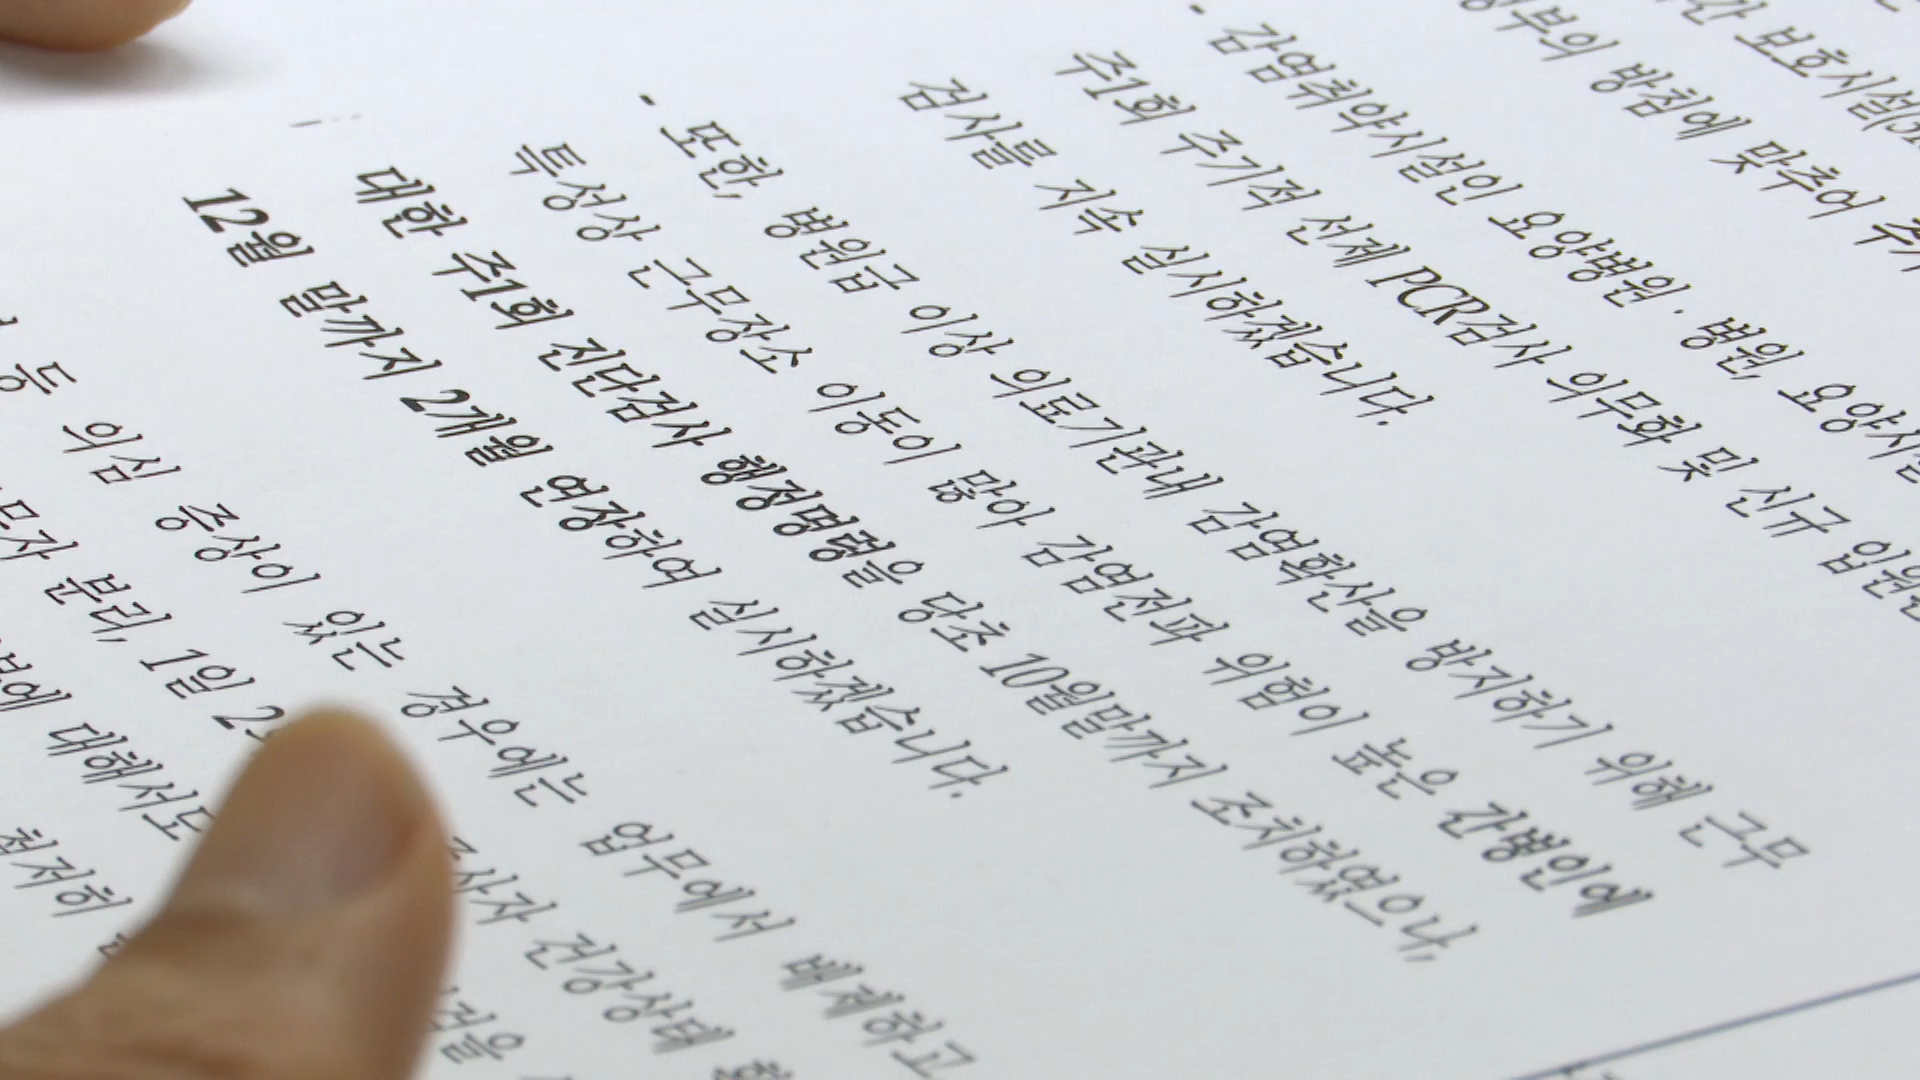 간 보호시설(
정부의 방침에 맞추어 주
- 감염취약시설인 요양병원·병원, 요양시설
주1회 주기적 선제 PCR검사 의무화 및 신규 입원
검사를 지속 실시하겠습니다.
- 또한, 병원급 이상 의료기관내 감염확산을 방지하기 위해 근무
특성상 근무장소 이동이 많아 감염전파 위험이 높은 간병인에
대한 주1회 진단검사 행정명령을 당초 10월말까지 조치하였으나,
12월 말까지 2개월 연장하여 실시하겠습니다.
등 의심 증상이 있는 경우에는 업무에서 배제하고
분리, 1일 2
대해서도 종사자 건강상태
철저히